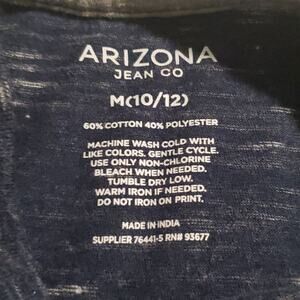 ARIZONA
JEAN CO
M(10/12)
60% COTTON 40% POLYESTER
MACHINE WASH COLD WITH
LIKE COLORS. GENTLE CYCLE.
USE ONLY NON-CHLORINE
BLEACH WHEN NEEDED.
TUMBLE DRY LOW.
WARM IRON IF NEEDED.
DO NOT IRON ON PRINT.
MADE IN INDIA
SUPPLIER 76441-5 RN# 93677